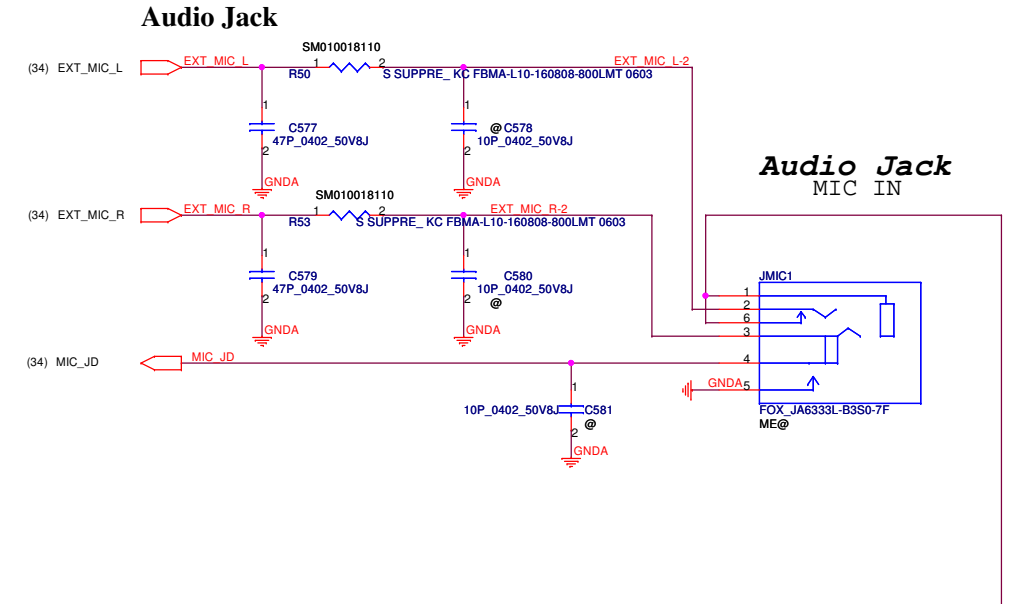 Audio Jack
SM010018110
(34) EXT_MIC_L
EXT_MIC_L
1
2
EXT_MIC_L-2
R50
S SUPPRE_ KC FBMA-L10-160808-800LMT 0603
1
1
C577
@ C578
47P_0402_50V8J
10P_0402_50V8J
2
2
GNDA
GNDA
Audio Jack
MIC IN
SM010018110
(34) EXT_MIC_R
EXT_MIC_R
1
2
EXT_MIC_R-2
R53
S SUPPRE_ KC FBMA-L10-160808-800LMT 0603
1
1
C579
C580
47P_0402_50V8J
10P_0402_50V8J
2
2
@
GNDA
GNDA
JMIC1
1
2
6
3
4
GNDA
5
FOX_JA6333L-B3S0-7F
ME@
(34) MIC_JD
MIC_JD
1
10P_0402_50V8J
C581
@
2
GNDA